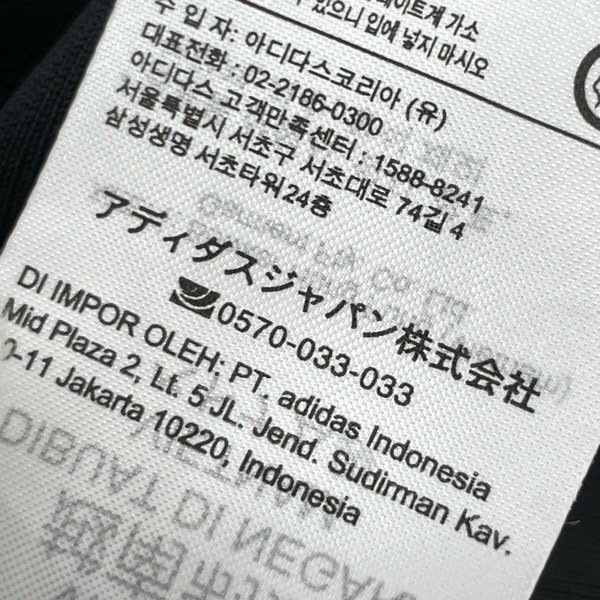 수 있으니 입에 넣지 마시오
수 입 자: 아디다스코리아 (유)
대표전화 : 02-2186-0300
아디다스 고객만족센터 : 1588-8241
서울특별시 서초구 서초대로 74길 4
삼성생명 서초타워 24층
アディダスジャパン株式会社
0570-033-033
DI IMPOR OLEH: PT. adidas Indonesia
Mid Plaza 2, Lt. 5 JL. Jend. Sudirman Kav.
0-11 Jakarta 10220, Indonesia